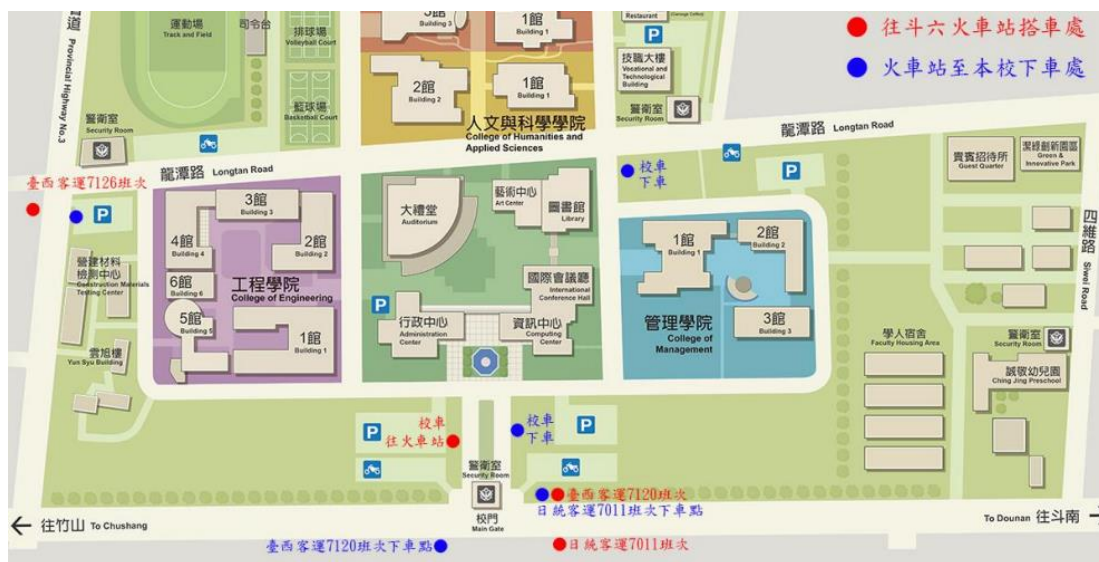 往斗六火車站搭車處
火車站至本校下車處
道
Provincial Highway No.3
運動場
Track and Field
司令台
排球場
Volleyball Court
籃球場
Basketball Court
Building 3
1館
Building 1
2館
Building 2
1館
Building 1
人文與科學學院
College of Humanities and
Applied Sciences
Restaurant
P
技職大樓
Vocational and
Technological
Building
警衛室
Security Room
警衛室
Security Room
龍潭路 Longtan Road
龍潭路 Longtan Road
貴賓招待所
Guest Quarter
潔綠創新園區
Green &
Innovative Park
四維路
Siwei Road
臺西客運7126班次
P
3館
Building 3
4館
Building 4
2館
Building 2
6館
Building 6
5館
Building 5
1館
Building 1
工程學院
College of Engineering
營建材料
檢測中心
Construction Materials
Testing Center
雲旭樓
Yun Syu Building
大禮堂
Auditorium
藝術中心
Art Center
圖書館
Library
國際會議廳
International
Conference Hall
P
行政中心
Administration
Center
資訊中心
Computing
Center
校車
下車
P
1館
Building 1
2館
Building 2
3館
Building 3
管理學院
College of
Management
學人宿舍
Faculty Housing Area
警衛室
Security Room
誠敬幼兒園
Ching Jing Preschool
P
校車
往火車站
校車
下車
P
警衛室
Security Room
校門
Main Gate
臺西客運7120班次
日統客運7011班次下車點
臺西客運7120班次下車點
日統客運7011班次
往竹山 To Chushang
To Dounan 往斗南